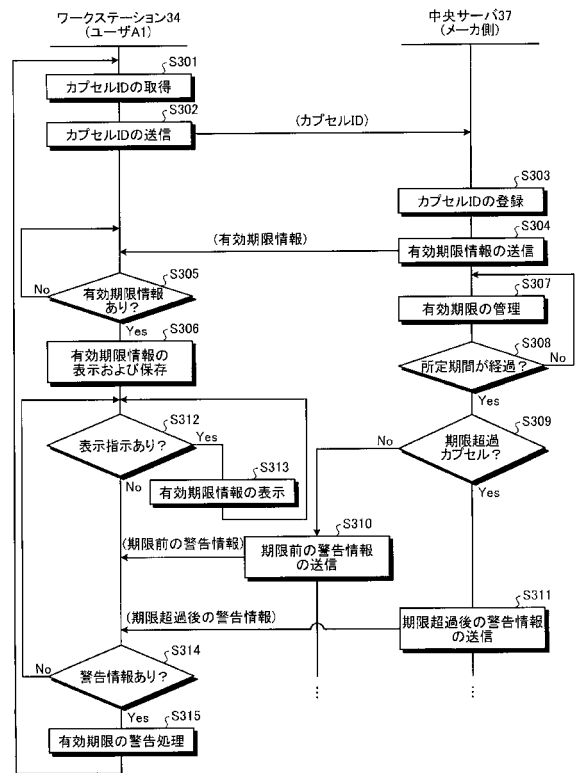 ワークステーション34
(ユーザA1)
中央サーバ37
(メーカ側)
S301
カプセルIDの取得
S302
カプセルIDの送信
(カプセルID)
S303
カプセルIDの登録
S304
有効期限情報の送信
(有効期限情報)
S305
有効期限情報
あり?
No
Yes
S306
有効期限情報の
表示および保存
S307
有効期限の管理
S308
所定期間が経過?
No
Yes
S309
期限超過
カプセル?
No
Yes
S312
表示指示あり?
Yes
No
S313
有効期限情報の表示
S310
期限前の警告情報
の送信
(期限前の警告情報)
S311
期限超過後の警告情報
の送信
(期限超過後の警告情報)
S314
警告情報あり?
No
Yes
S315
有効期限の警告処理
⋮
⋮